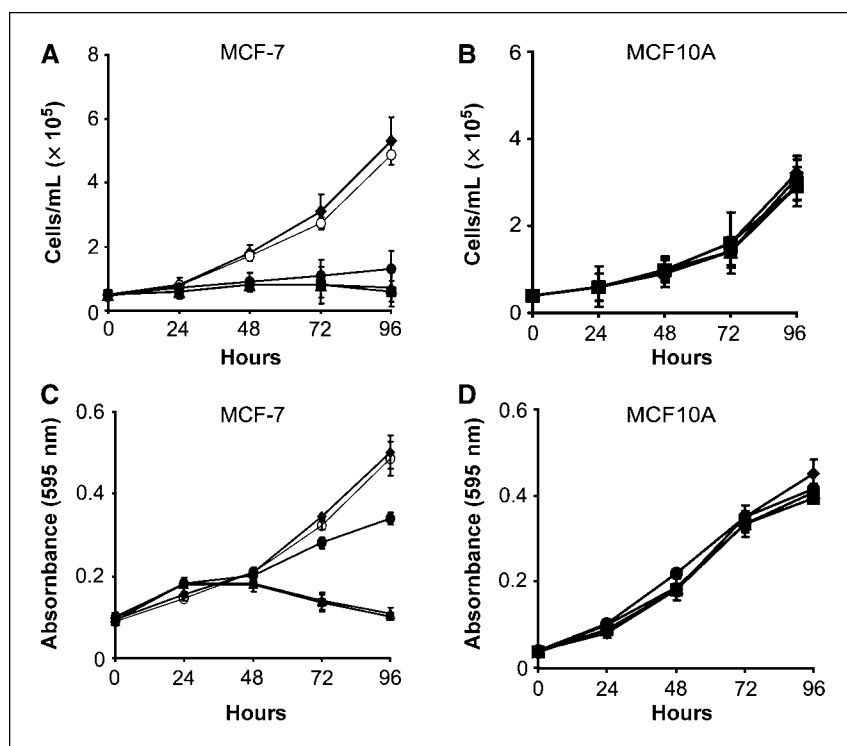 A MCF-7
8
6
4
2
0
Cells/mL (× 10⁵)
0 24 48 72 96
Hours
B MCF10A
6
4
2
0
Cells/mL (× 10⁵)
0 24 48 72 96
Hours
C MCF-7
0.6
0.4
0.2
0
Absornbance (595 nm)
0 24 48 72 96
Hours
D MCF10A
0.6
0.4
0.2
0
Absornbance (595 nm)
0 24 48 72 96
Hours